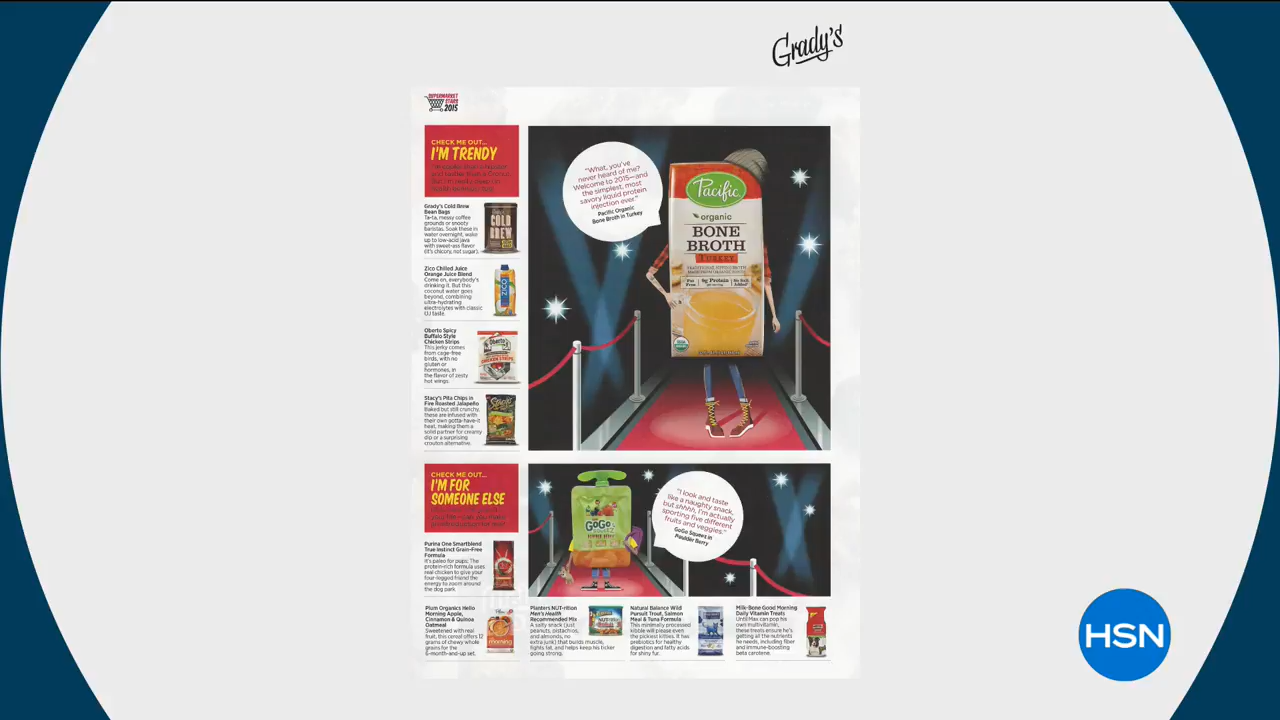 Grady's
SUPERMARKET
STARS
2015
CHECK ME OUT...
I'M TRENDY
Grady's Cold Brew
Bean Bags
Ta-ta, messy coffee
grounds or snooty
baristas. Soak these in
water overnight, wake
up to low-acid java
with sweet-ass flavor
(it's chicory, not sugar).
COLD
BREW
Zico Chilled Juice
Orange Juice Blend
Come on, everybody's
drinking it. But this
coconut water goes
beyond, combining
ultra-hydrating
electrolytes with classic
OJ taste.
ZICO
Oberto Spicy
Buffalo Style
Chicken Strips
This jerky comes
from cage-free
birds, with no
gluten or
hormones, in
the flavor of zesty
hot wings.
Oberto
CHICKEN STRIPS
Stacy's Pita Chips in
Fire Roasted Jalapeño
Baked but still crunchy,
these are infused with
their own gotta-have-it
heat, making them a
solid partner for creamy
dip or a surprising
crouton alternative.
Stacy's
"What, you've
never heard of me?
Welcome to 2015—and
the simplest, most
savory liquid protein
injection ever."
Pacific Organic
Bone Broth in Turkey
Pacific
organic
BONE
BROTH
TURKEY
Fat
Free
9g Protein
No Salt
Added
USDA
CHECK ME OUT...
I'M FOR
SOMEONE ELSE
Purina One Smartblend
True Instinct Grain-Free
Formula
It's paleo for pups: The
protein-rich formula uses
real chicken to give your
four-legged friend the
energy to zoom around
the dog park.
GoGo
"I look and taste
like a naughty snack,
but shhhh, I'm actually
sporting five different
fruits and veggies."
GoGo Squeez in
Boulder Berry
Plum Organics Hello
Morning Apple,
Cinnamon & Quinoa
Oatmeal
Sweetened with real
fruit, this cereal offers 12
grams of chewy whole
grains for the
6-month-and-up set.
morning
Planters NUT-rition
Men's Health
Recommended Mix
A salty snack (just
peanuts, pistachios,
and almonds, no
extra junk) that builds muscle,
fights fat, and helps keep his ticker
going strong.
Natural Balance Wild
Pursuit Trout, Salmon
Meal & Tuna Formula
This minimally processed
kibble will please even
the pickiest kitties. It has
prebiotics for healthy
digestion and fatty acids
for shiny fur.
Milk-Bone Good Morning
Daily Vitamin Treats
Until Max can pop his
own multivitamin,
these treats ensure he's
getting all the nutrients
he needs, including fiber
and immune-boosting
beta carotene.
HSN